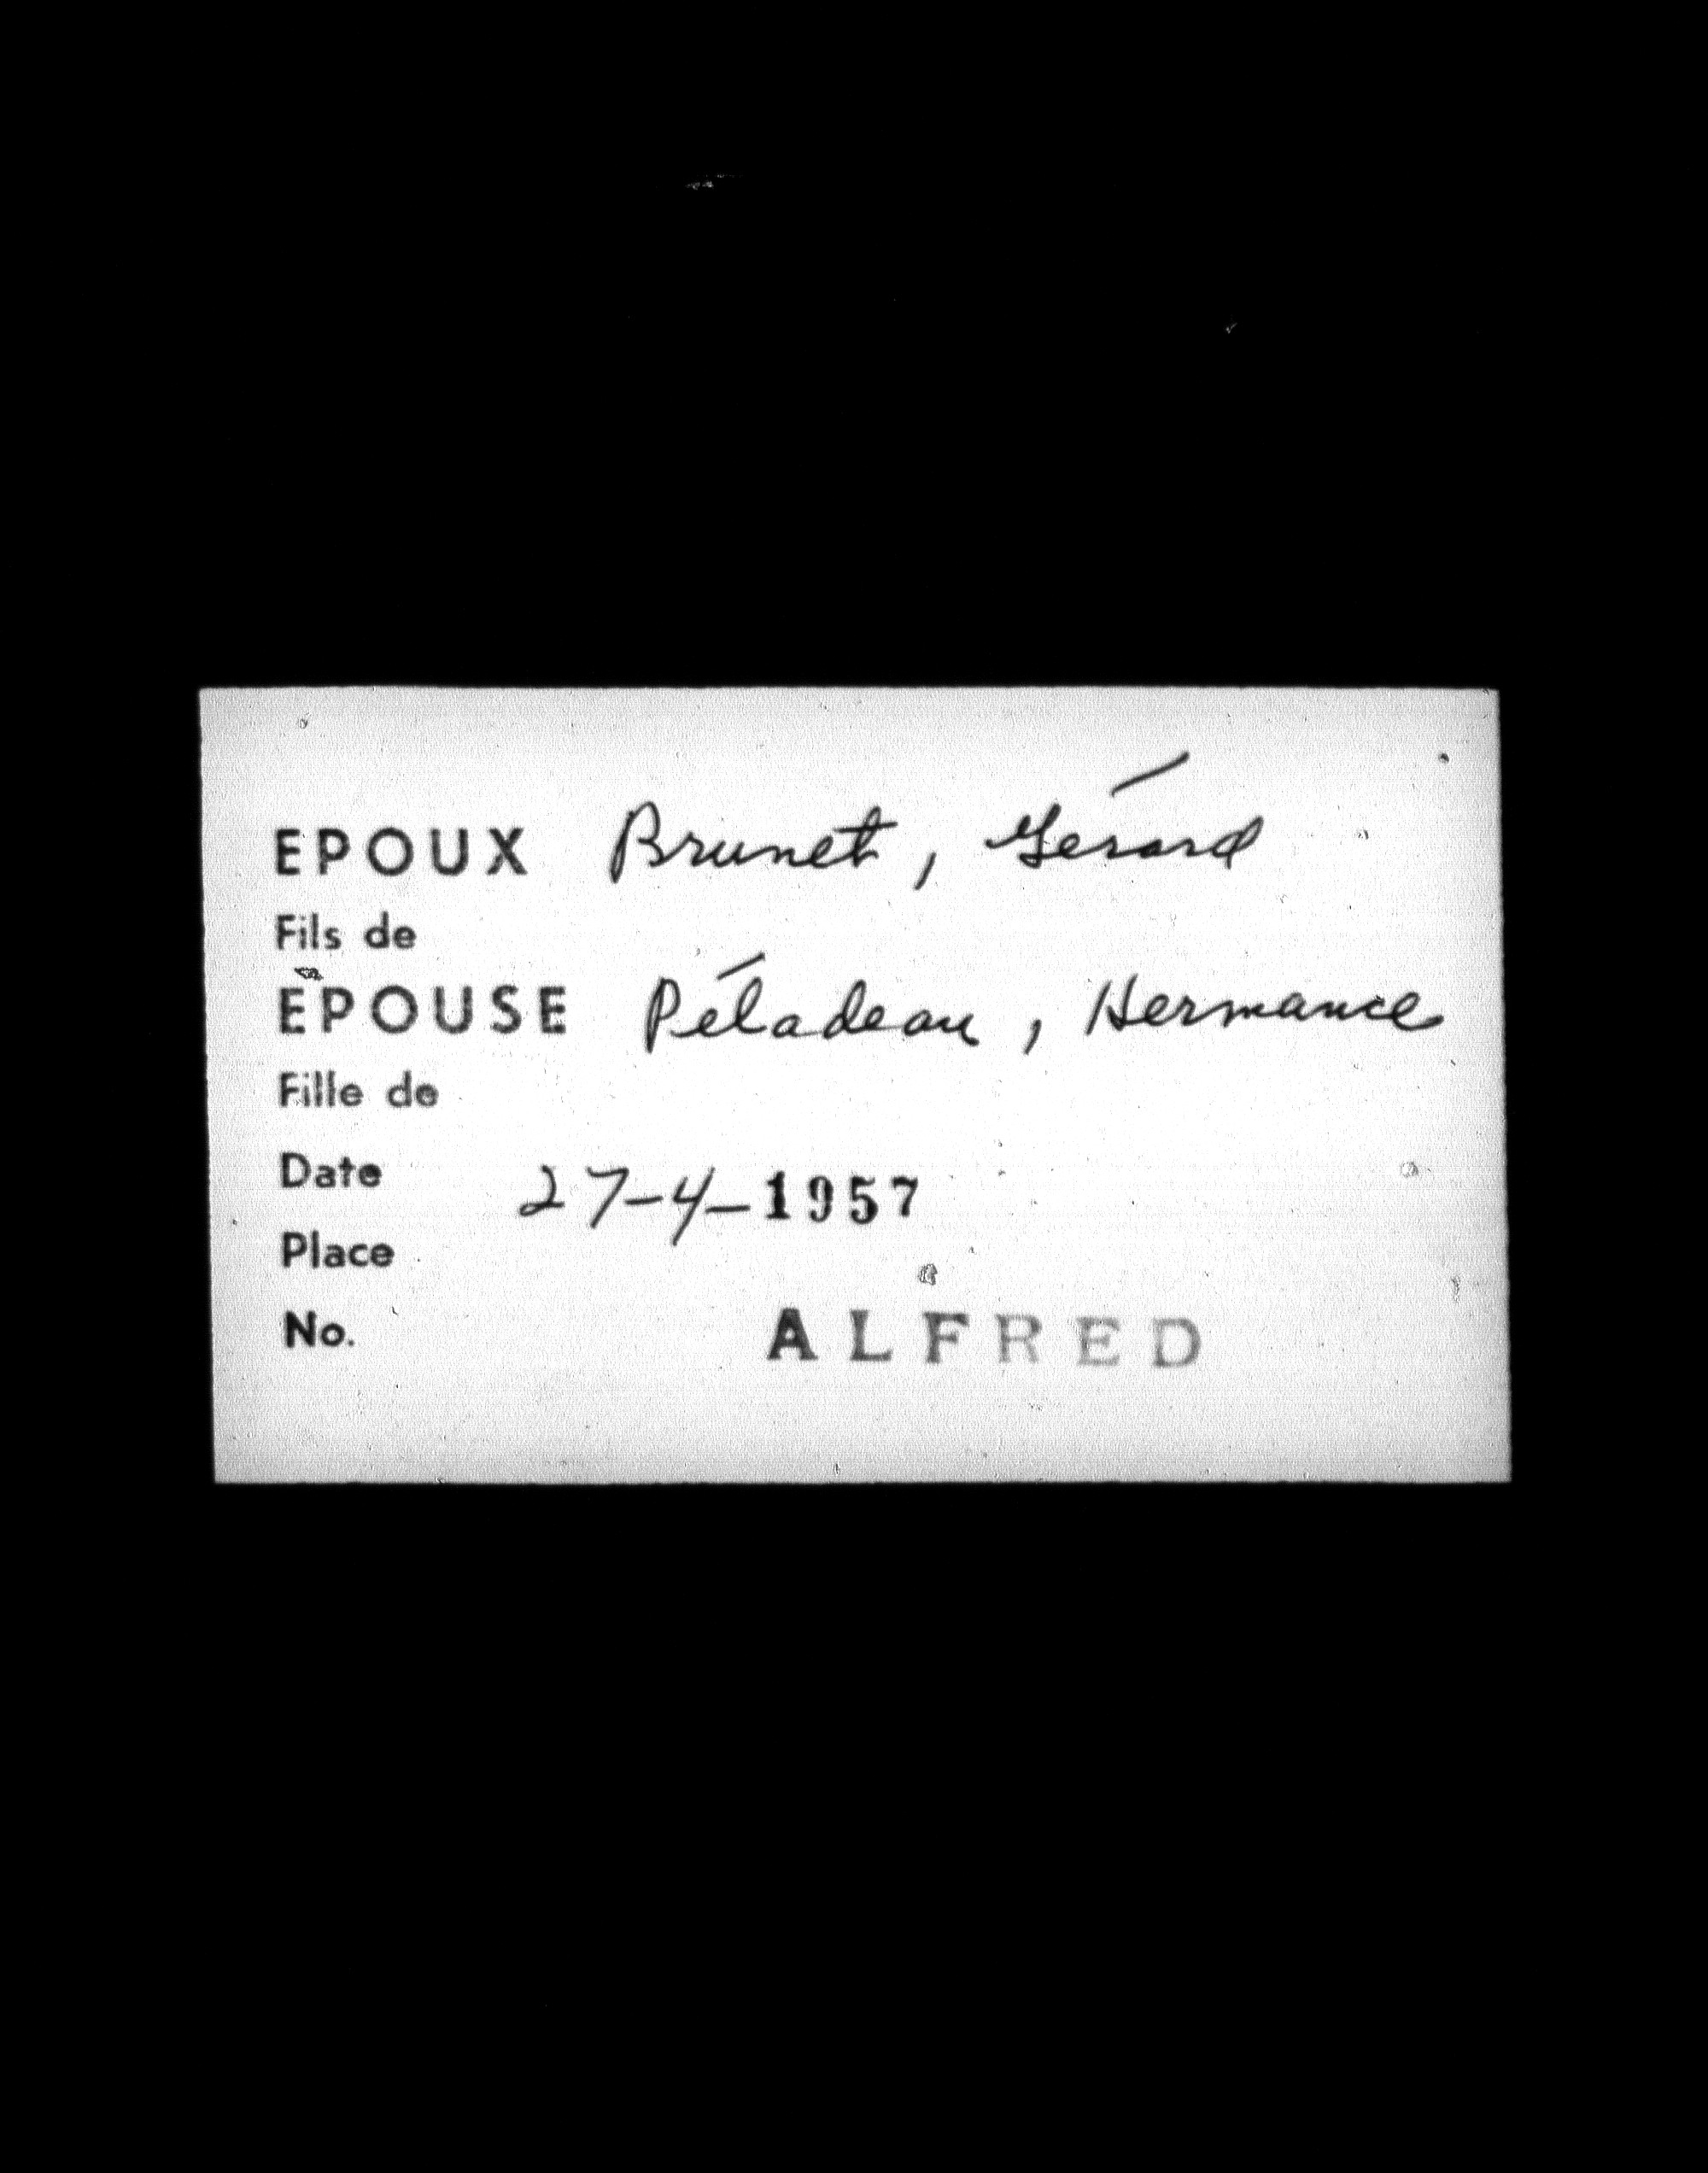 EPOUX Brunet, Gérard
Fils de
EPOUSE Péladeau, Hermance
Fille de
Date 27-4-1957
Place
No. ALFRED